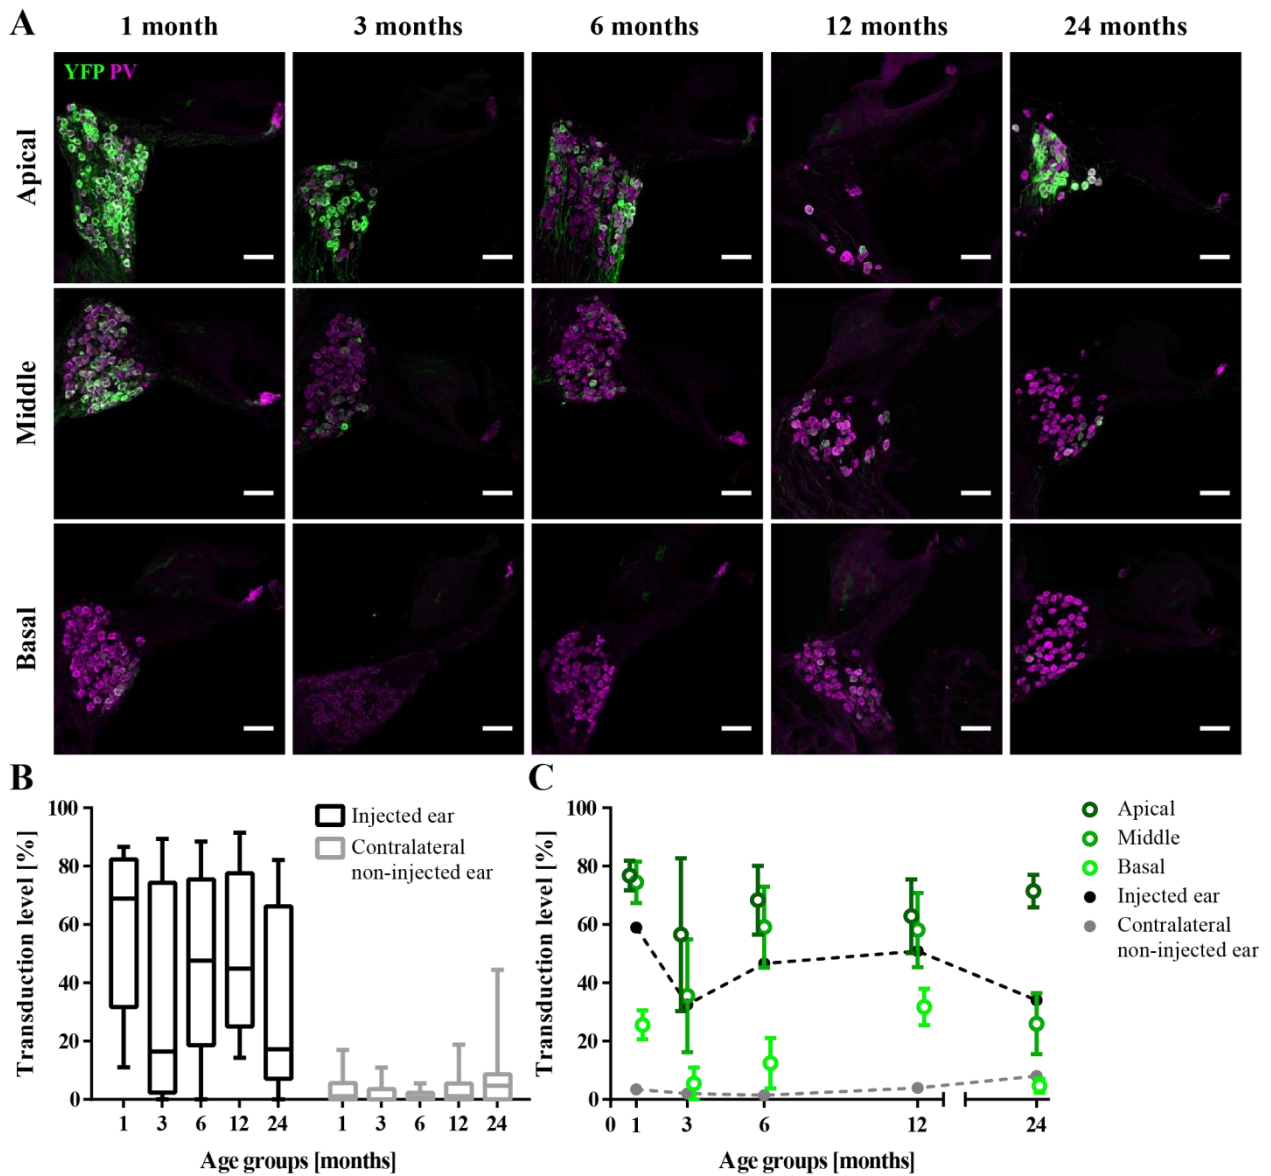 A
1 month 3 months 6 months 12 months 24 months
YFP PV
Apical
Middle
Basal
B
Transduction level [%]
100
80
60
40
20
0
1 3 6 12 24 1 3 6 12 24
Age groups [months]
Injected ear
Contralateral
non-injected ear
C
Transduction level [%]
100
80
60
40
20
0
0 1 3 6 12 24
Age groups [months]
Apical
Middle
Basal
Injected ear
Contralateral
non-injected ear